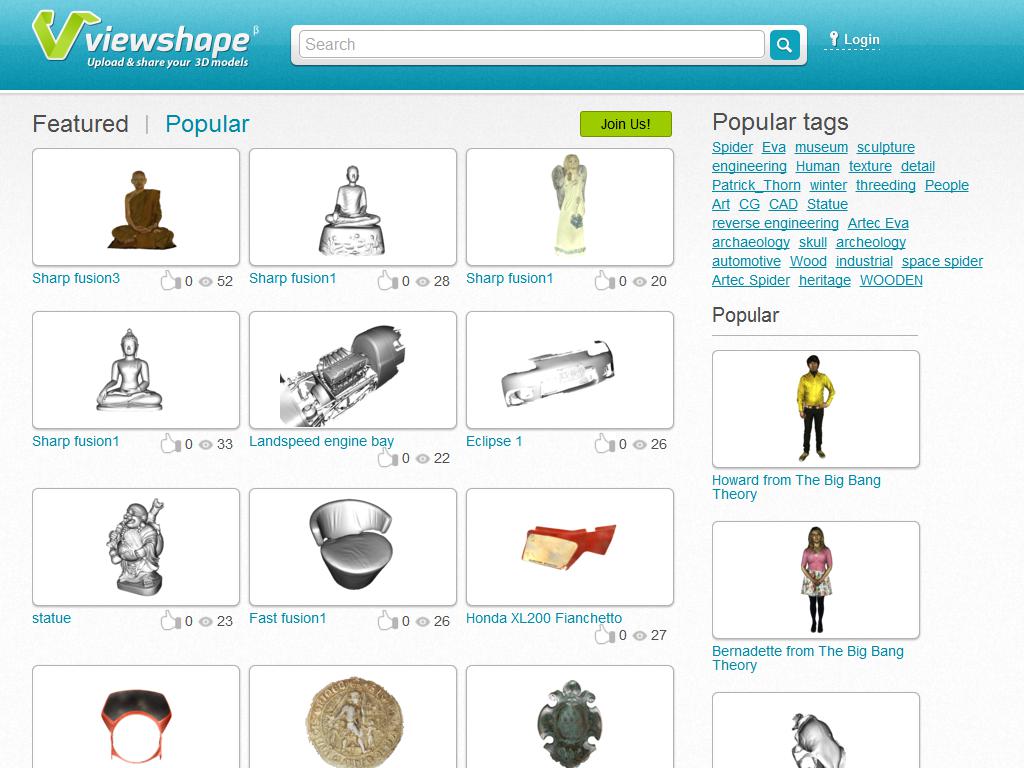 viewshape β
Upload & share your 3D models
Search
Login
Featured | Popular
Join Us!
Sharp fusion3 0 52
Sharp fusion1 0 28
Sharp fusion1 0 20
Sharp fusion1 0 33
Landspeed engine bay
0 22
Eclipse 1 0 26
statue 0 23
Fast fusion1 0 26
Honda XL200 Fianchetto
0 27
Popular tags
Spider Eva museum sculpture
engineering Human texture detail
Patrick_Thorn winter threeding People
Art CG CAD Statue
reverse engineering Artec Eva
archaeology skull archeology
automotive Wood industrial space spider
Artec Spider heritage WOODEN
Popular
Howard from The Big Bang
Theory
Bernadette from The Big Bang
Theory